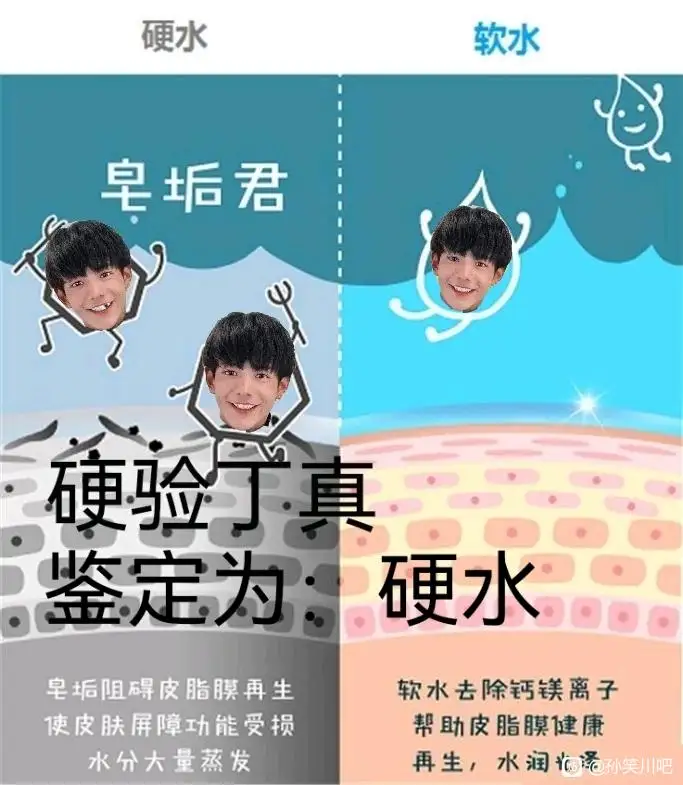 硬水
软水
皂垢君
硬验丁真
鉴定为：硬水
皂垢阻碍皮脂膜再生
使皮肤屏障功能受损
水分大量蒸发
软水去除钙镁离子
帮助皮脂膜健康
再生，水润
@孙笑川吧